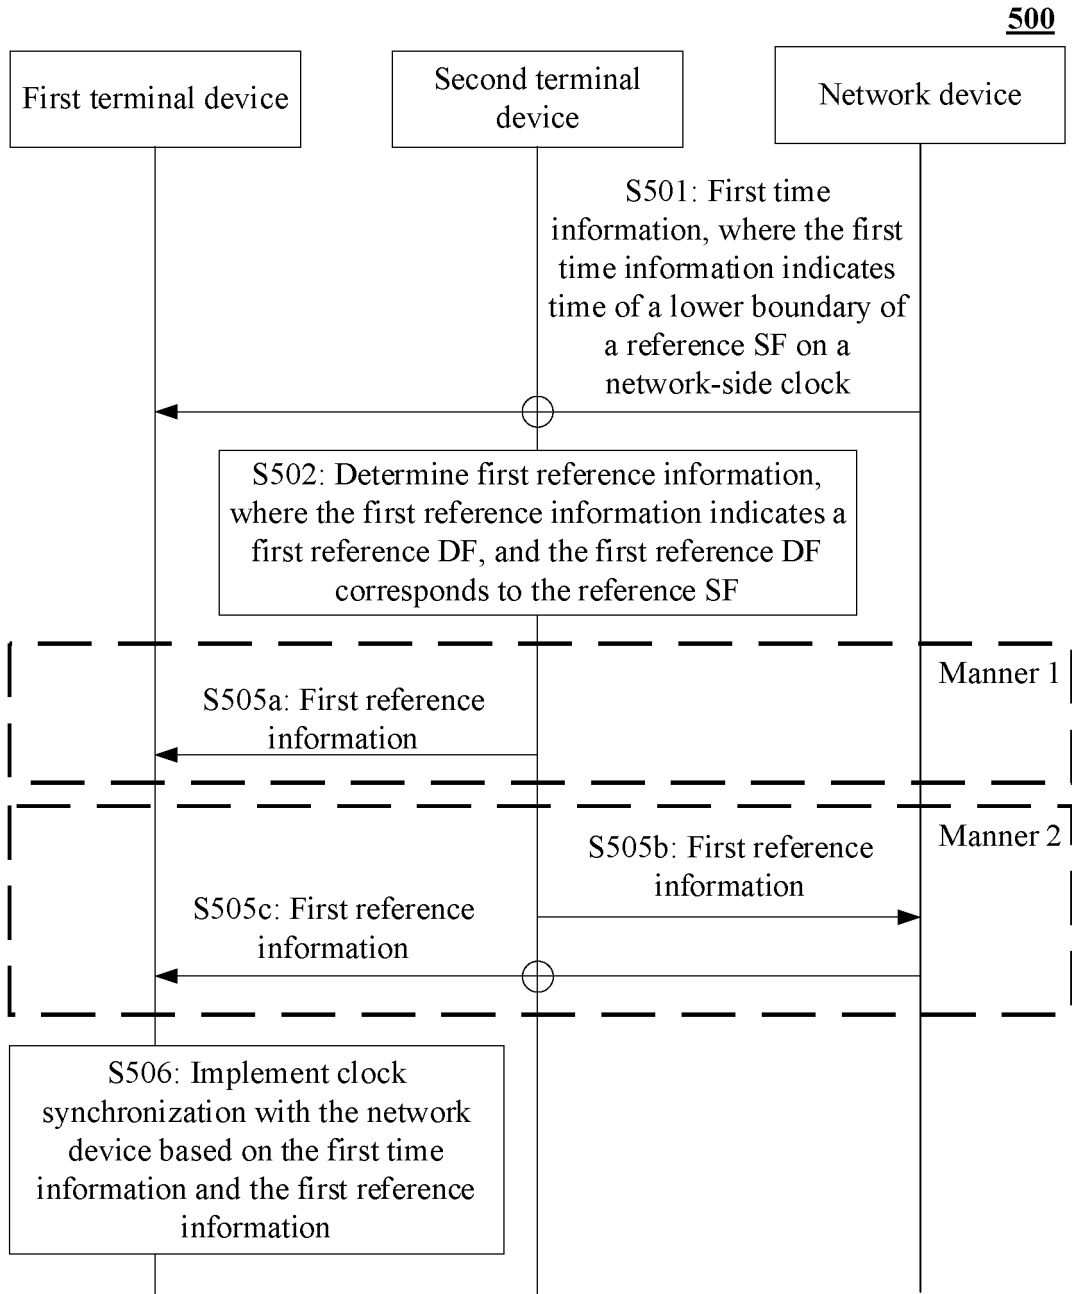 500
First terminal device
Second terminal
device
Network device
S501: First time
information, where the first
time information indicates
time of a lower boundary of
a reference SF on a
network-side clock
S502: Determine first reference information,
where the first reference information indicates a
first reference DF, and the first reference DF
corresponds to the reference SF
Manner 1
S505a: First reference
information
Manner 2
S505b: First reference
information
S505c: First reference
information
S506: Implement clock
synchronization with the network
device based on the first time
information and the first reference
information